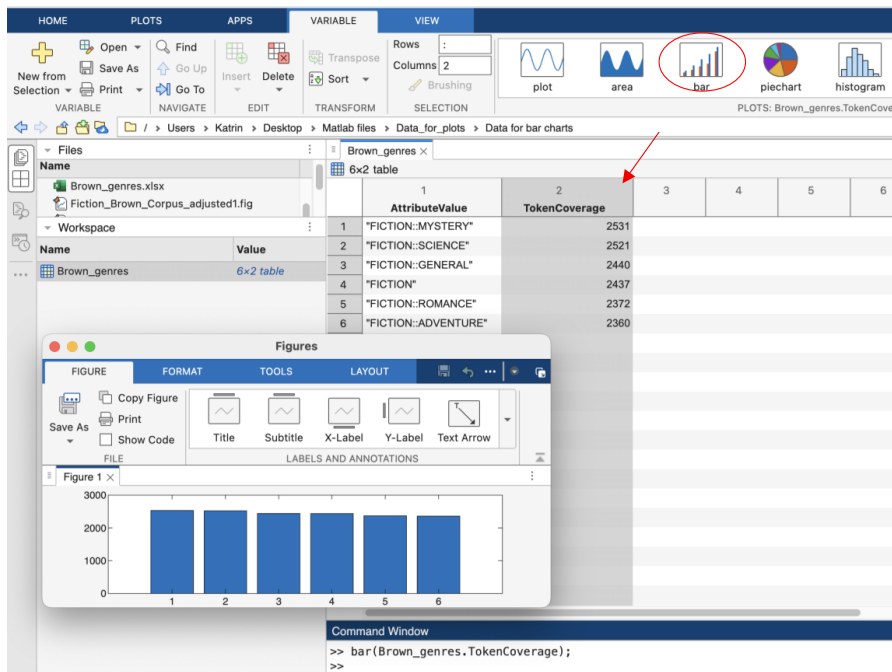 HOME PLOTS APPS VARIABLE VIEW
New from Selection
Open
Save As
Print
VARIABLE
Find
Go Up
Go To
NAVIGATE
Insert Delete
EDIT
Transpose
Sort
TRANSFORM
Rows :
Columns 2
Brushing
SELECTION
plot area bar piechart histogram
PLOTS: Brown_genres.TokenCove
/ > Users > Katrin > Desktop > Matlab files > Data_for_plots > Data for bar charts
Files
Name
Brown_genres.xlsx
Fiction_Brown_Corpus_adjusted1.fig
Workspace
Name Value
Brown_genres 6×2 table
Brown_genres
6×2 table
1 2 3 4 5 6
AttributeValue TokenCoverage
1 "FICTION::MYSTERY" 2531
2 "FICTION::SCIENCE" 2521
3 "FICTION::GENERAL" 2440
4 "FICTION" 2437
5 "FICTION::ROMANCE" 2372
6 "FICTION::ADVENTURE" 2360
Figures
FIGURE FORMAT TOOLS LAYOUT
Save As
Copy Figure
Print
Show Code
FILE
Title Subtitle X-Label Y-Label Text Arrow
T
LABELS AND ANNOTATIONS
Figure 1
3000
2000
1000
0
1 2 3 4 5 6
Command Window
>> bar(Brown_genres.TokenCoverage);
>>